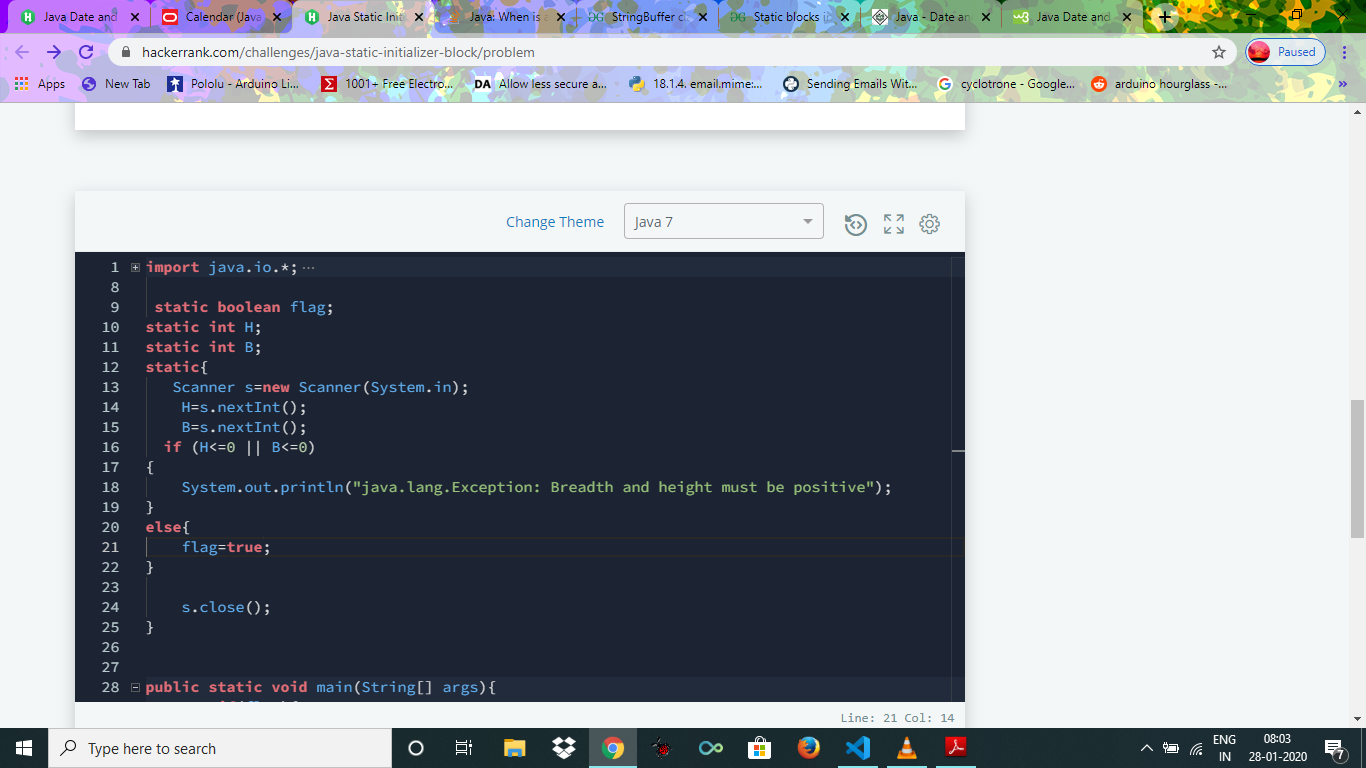 Java Date and
Calendar (Java
Java Static Init
Java: When is a
StringBuffer c
Static blocks i
Java - Date an
Java Date and
hackerrank.com/challenges/java-static-initializer-block/problem
Paused
Apps
New Tab
Pololu - Arduino Li...
1001+ Free Electro...
DA Allow less secure a...
18.1.4. email.mime:...
Sending Emails Wit...
cyclotrone - Google...
arduino hourglass -...
Change Theme
Java 7
1 import java.io.*; ...
8
9 static boolean flag;
10 static int H;
11 static int B;
12 static{
13 Scanner s=new Scanner(System.in);
14 H=s.nextInt();
15 B=s.nextInt();
16 if (H<=0 || B<=0)
17 {
18 System.out.println("java.lang.Exception: Breadth and height must be positive");
19 }
20 else{
21 flag=true;
22 }
23
24 s.close();
25 }
26
27
28 public static void main(String[] args){
Line: 21 Col: 14
Type here to search
ENG
IN
08:03
28-01-2020
7